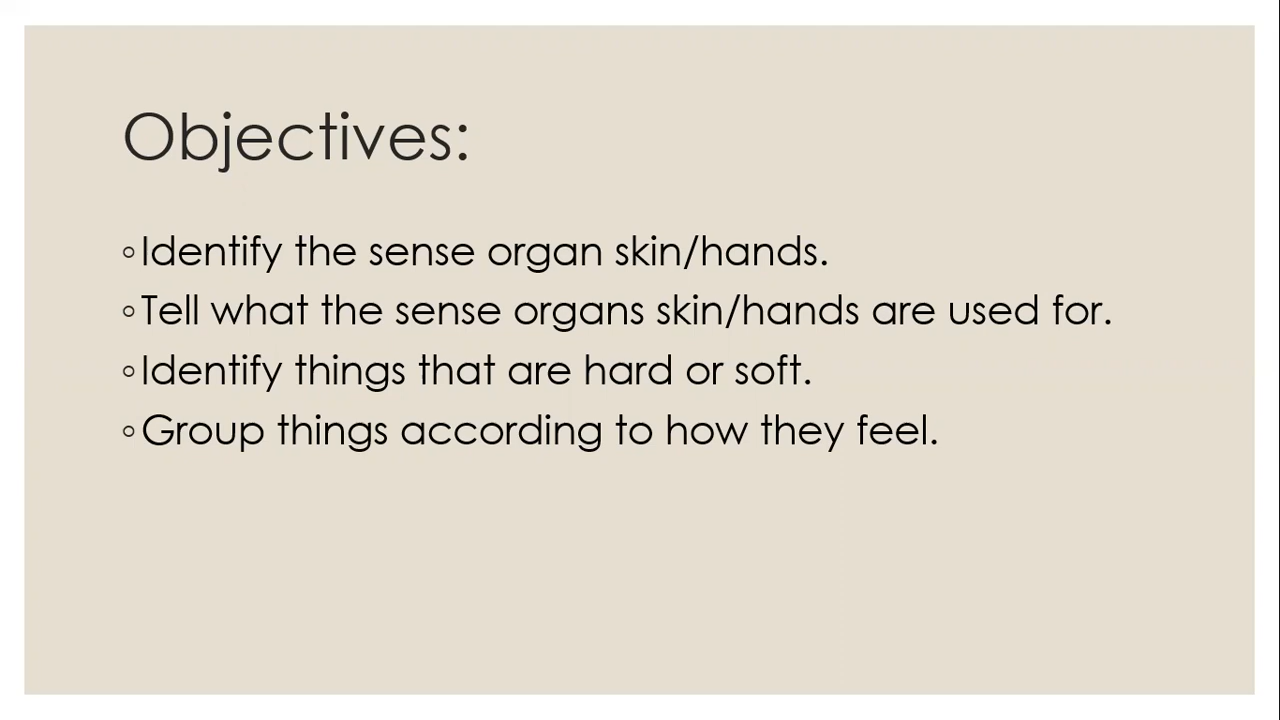 Objectives:
◦Identify the sense organ skin/hands.
◦Tell what the sense organs skin/hands are used for.
◦Identify things that are hard or soft.
◦Group things according to how they feel.